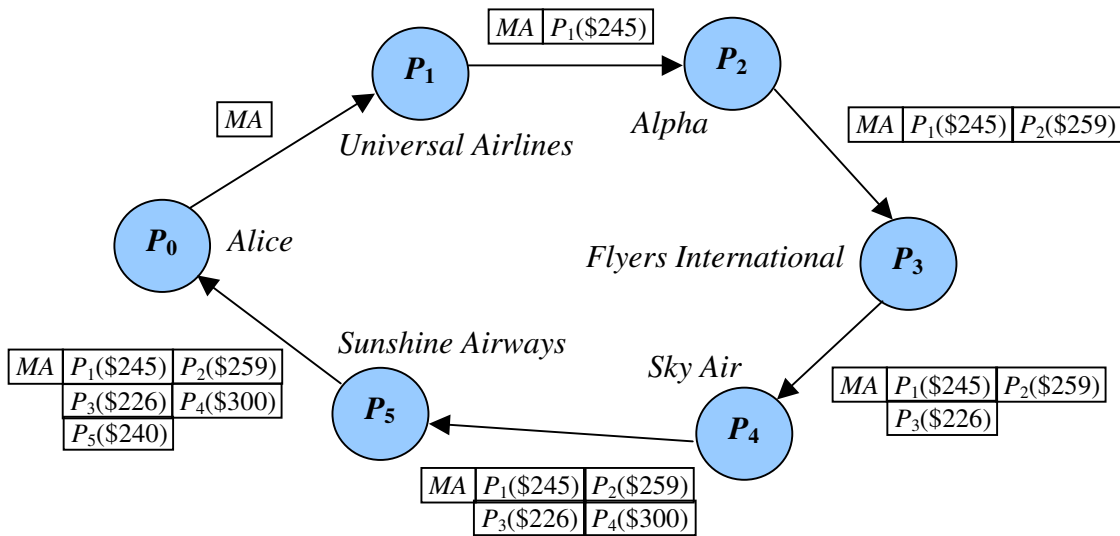 MA P₁($245)
P₁
P₂
MA
Universal Airlines
Alpha
MA P₁($245) P₂($259)
P₀
Alice
Flyers International
P₃
Sunshine Airways
Sky Air
MA P₁($245) P₂($259)
P₃($226) P₄($300)
P₅($240)
P₅
P₄
MA P₁($245) P₂($259)
P₃($226)
MA P₁($245) P₂($259)
P₃($226) P₄($300)